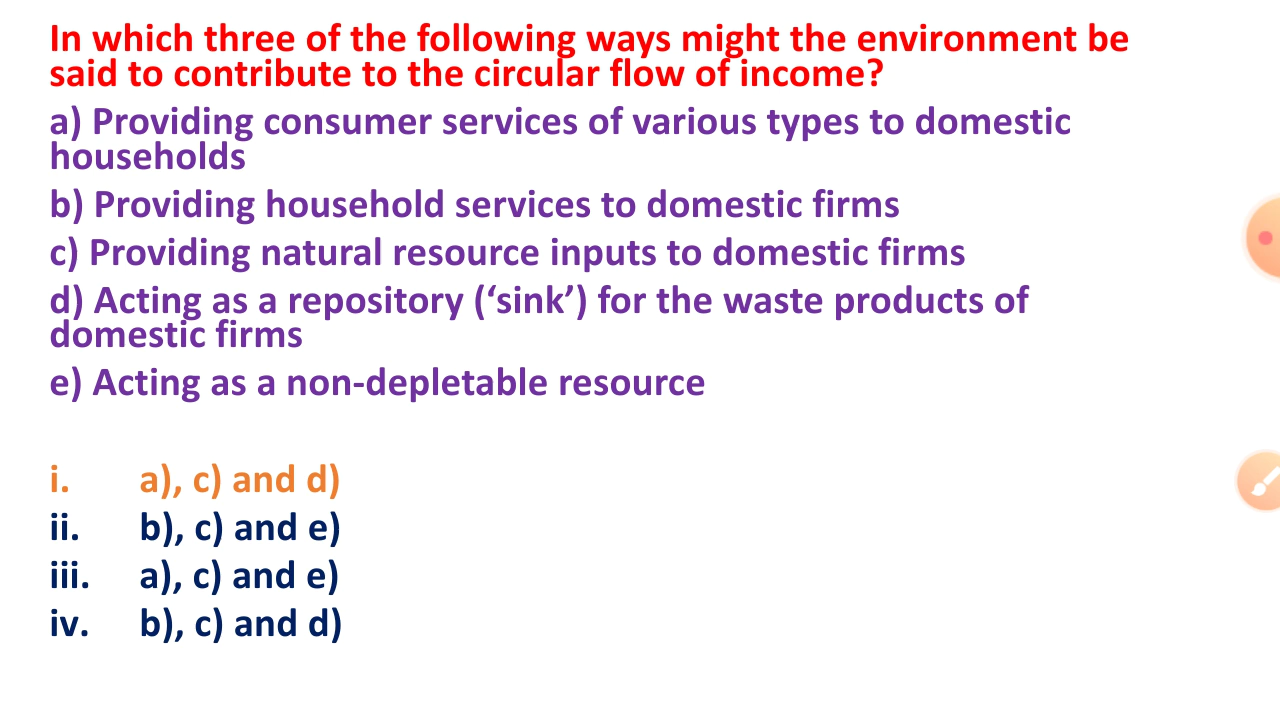 In which three of the following ways might the environment be
said to contribute to the circular flow of income?
a) Providing consumer services of various types to domestic
households
b) Providing household services to domestic firms
c) Providing natural resource inputs to domestic firms
d) Acting as a repository (‘sink’) for the waste products of
domestic firms
e) Acting as a non-depletable resource
i. a), c) and d)
ii. b), c) and e)
iii. a), c) and e)
iv. b), c) and d)